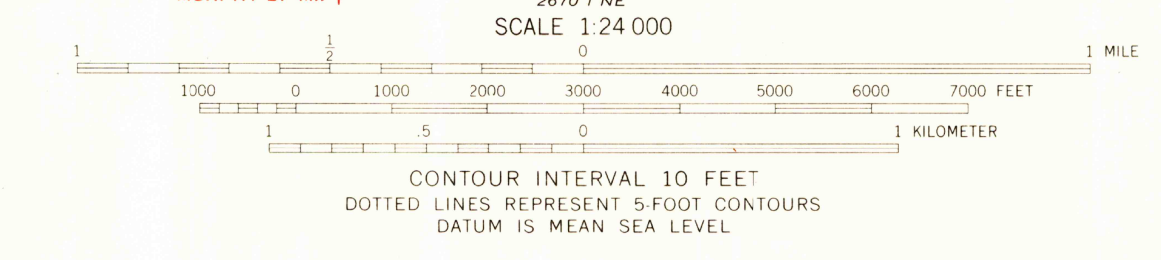 2670 I NE
SCALE 1:24 000
1 1/2 0 1 MILE
1000 0 1000 2000 3000 4000 5000 6000 7000 FEET
1 .5 0 1 KILOMETER
CONTOUR INTERVAL 10 FEET
DOTTED LINES REPRESENT 5-FOOT CONTOURS
DATUM IS MEAN SEA LEVEL